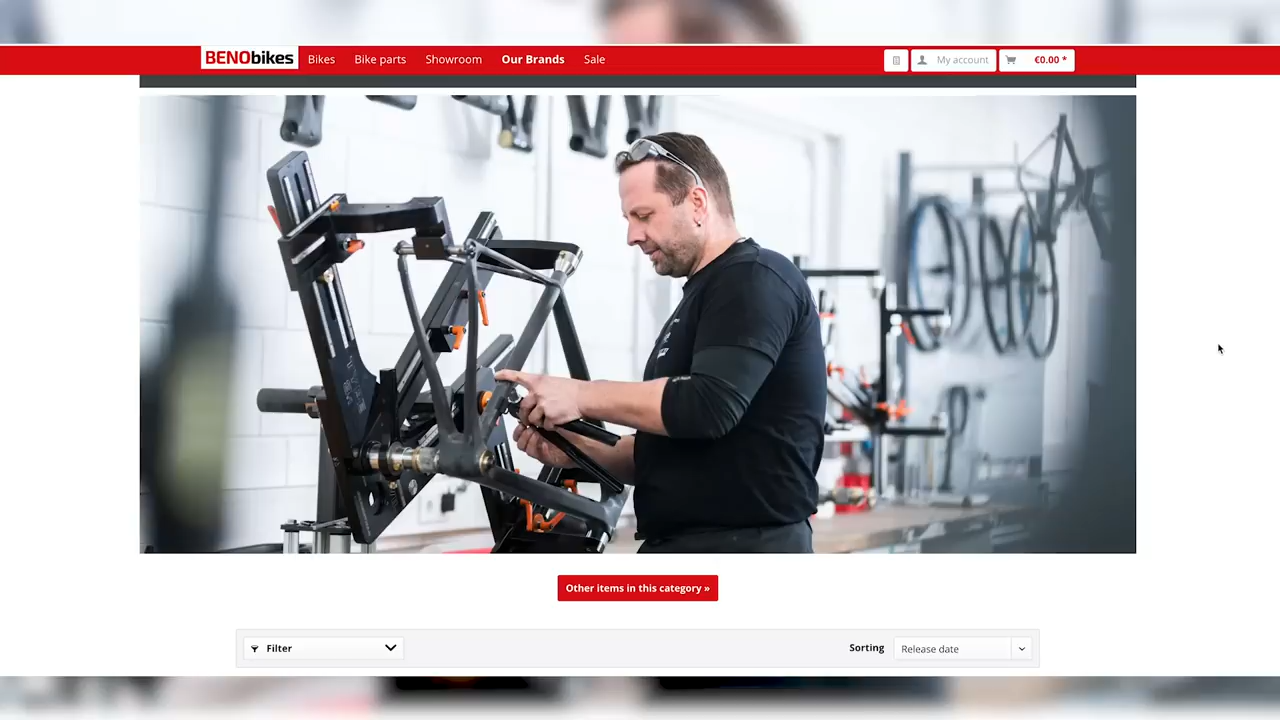 BENObikes Bikes Bike parts Showroom Our Brands Sale My account €0.00 *
Other items in this category »
Filter Sorting Release date